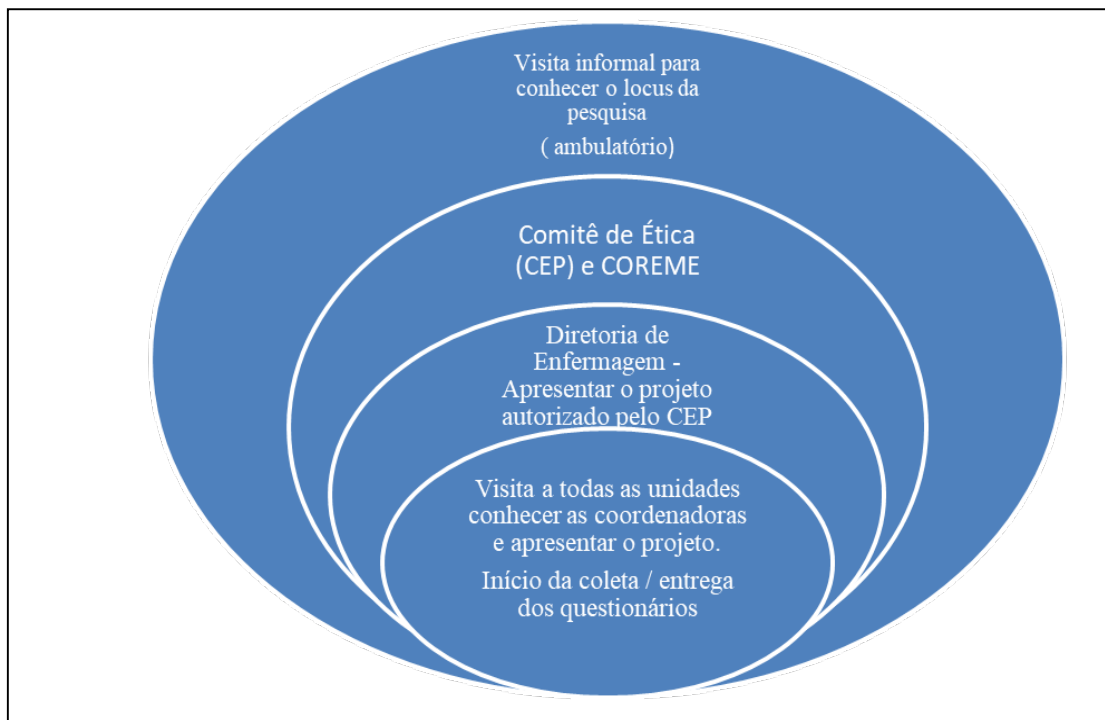 Visita informal para
conhecer o locus da
pesquisa
( ambulatório)
Comitê de Ética
(CEP) e COREME
Diretoria de
Enfermagem -
Apresentar o projeto
autorizado pelo CEP
Visita a todas as unidades
conhecer as coordenadoras
e apresentar o projeto.
Início da coleta / entrega
dos questionários